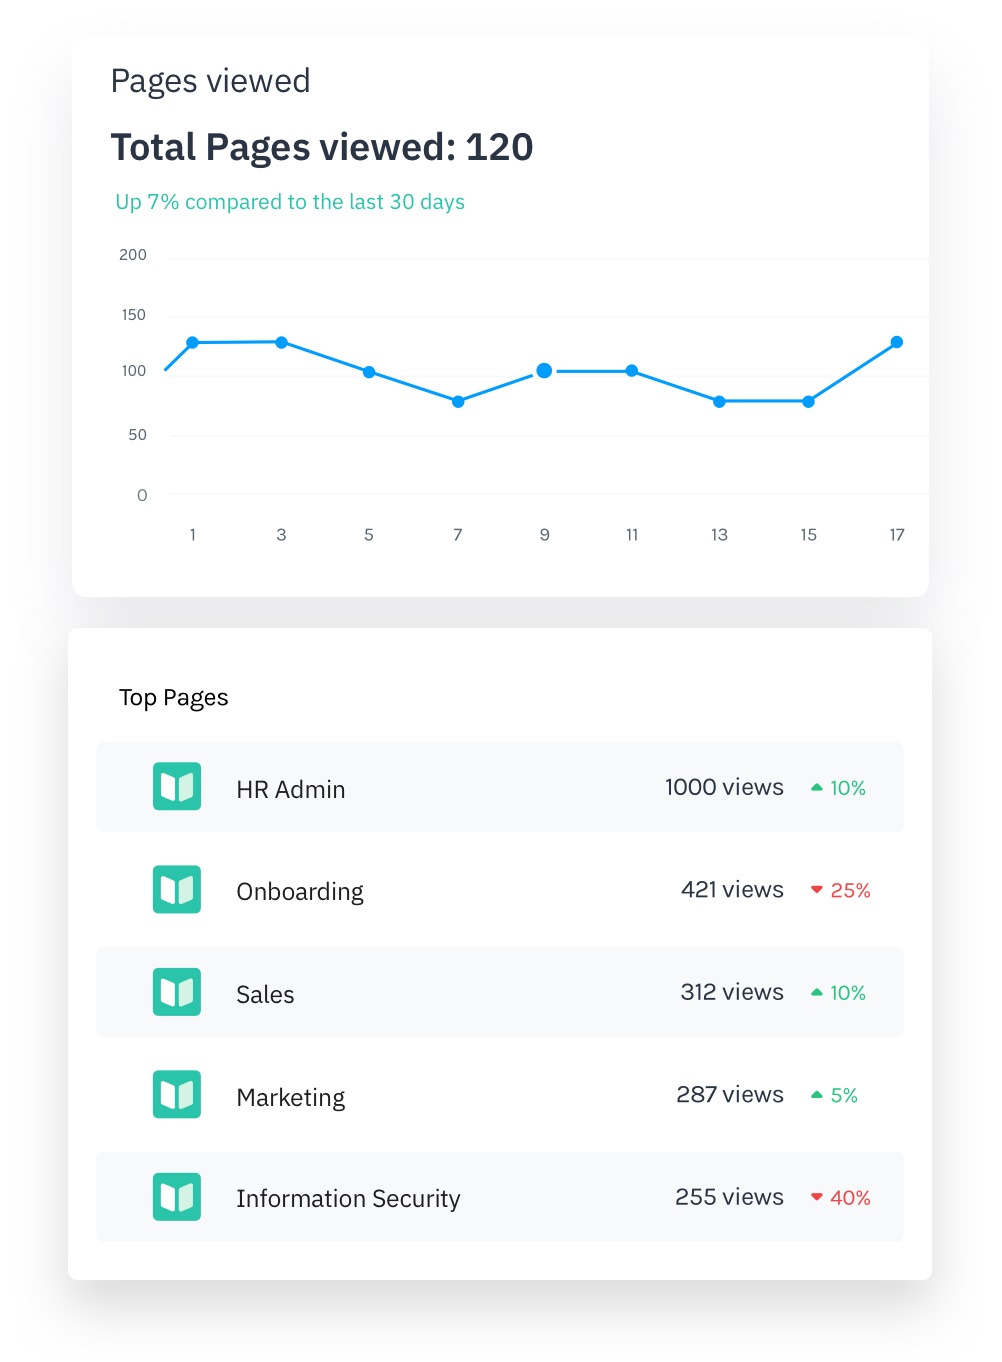 Pages viewed
Total Pages viewed: 120
Up 7% compared to the last 30 days
200
150
100
50
0
1 3 5 7 9 11 13 15 17
Top Pages
HR Admin 1000 views 10%
Onboarding 421 views 25%
Sales 312 views 10%
Marketing 287 views 5%
Information Security 255 views 40%